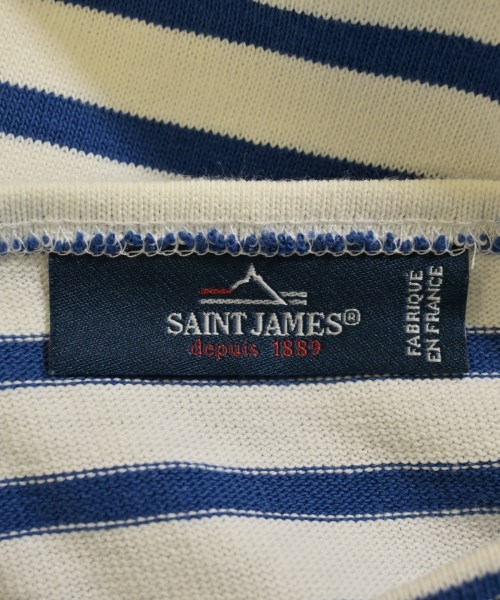 SAINT JAMES®
depuis 1889
FABRIQUE
EN FRANCE